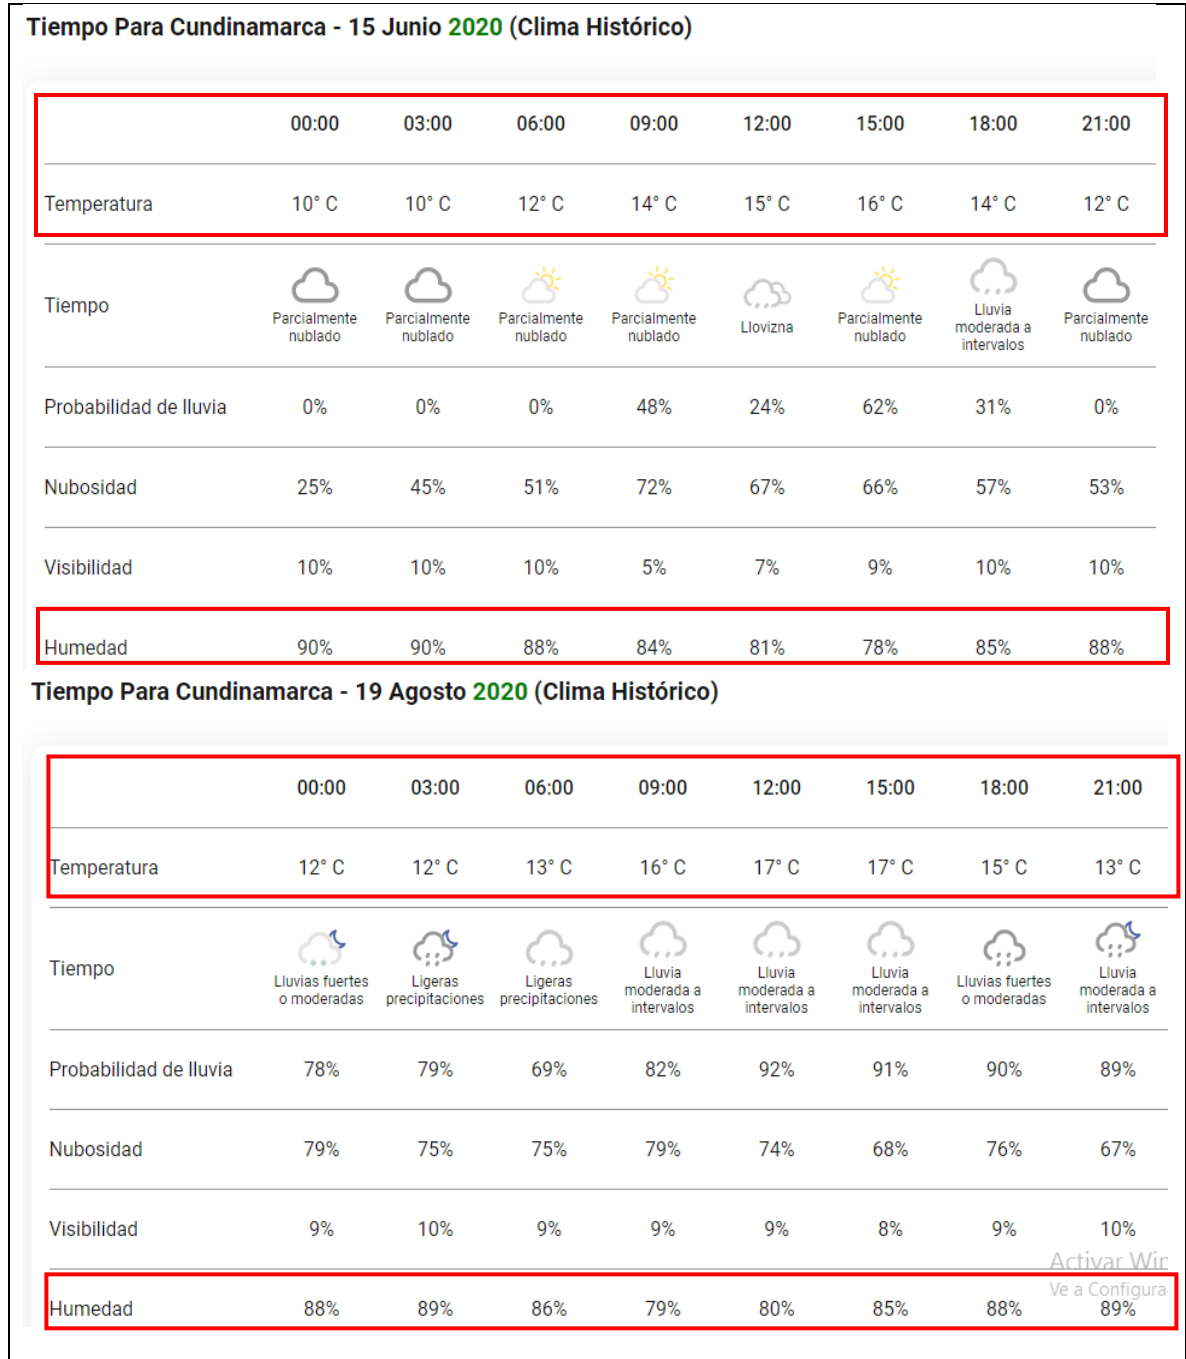 Tiempo Para Cundinamarca - 15 Junio 2020 (Clima Histórico)
00:00 03:00 06:00 09:00 12:00 15:00 18:00 21:00
Temperatura 10° C 10° C 12° C 14° C 15° C 16° C 14° C 12° C
Tiempo Parcialmente nublado Parcialmente nublado Parcialmente nublado Parcialmente nublado Llovizna Parcialmente nublado Lluvia moderada a intervalos Parcialmente nublado
Probabilidad de lluvia 0% 0% 0% 48% 24% 62% 31% 0%
Nubosidad 25% 45% 51% 72% 67% 66% 57% 53%
Visibilidad 10% 10% 10% 5% 7% 9% 10% 10%
Humedad 90% 90% 88% 84% 81% 78% 85% 88%
Tiempo Para Cundinamarca - 19 Agosto 2020 (Clima Histórico)
00:00 03:00 06:00 09:00 12:00 15:00 18:00 21:00
Temperatura 12° C 12° C 13° C 16° C 17° C 17° C 15° C 13° C
Tiempo Lluvias fuertes o moderadas Ligeras precipitaciones Ligeras precipitaciones Lluvia moderada a intervalos Lluvia moderada a intervalos Lluvia moderada a intervalos Lluvias fuertes o moderadas Lluvia moderada a intervalos
Probabilidad de lluvia 78% 79% 69% 82% 92% 91% 90% 89%
Nubosidad 79% 75% 75% 79% 74% 68% 76% 67%
Visibilidad 9% 10% 9% 9% 9% 8% 9% 10%
Activar Win
Ve a Configura
Humedad 88% 89% 86% 79% 80% 85% 88% 89%